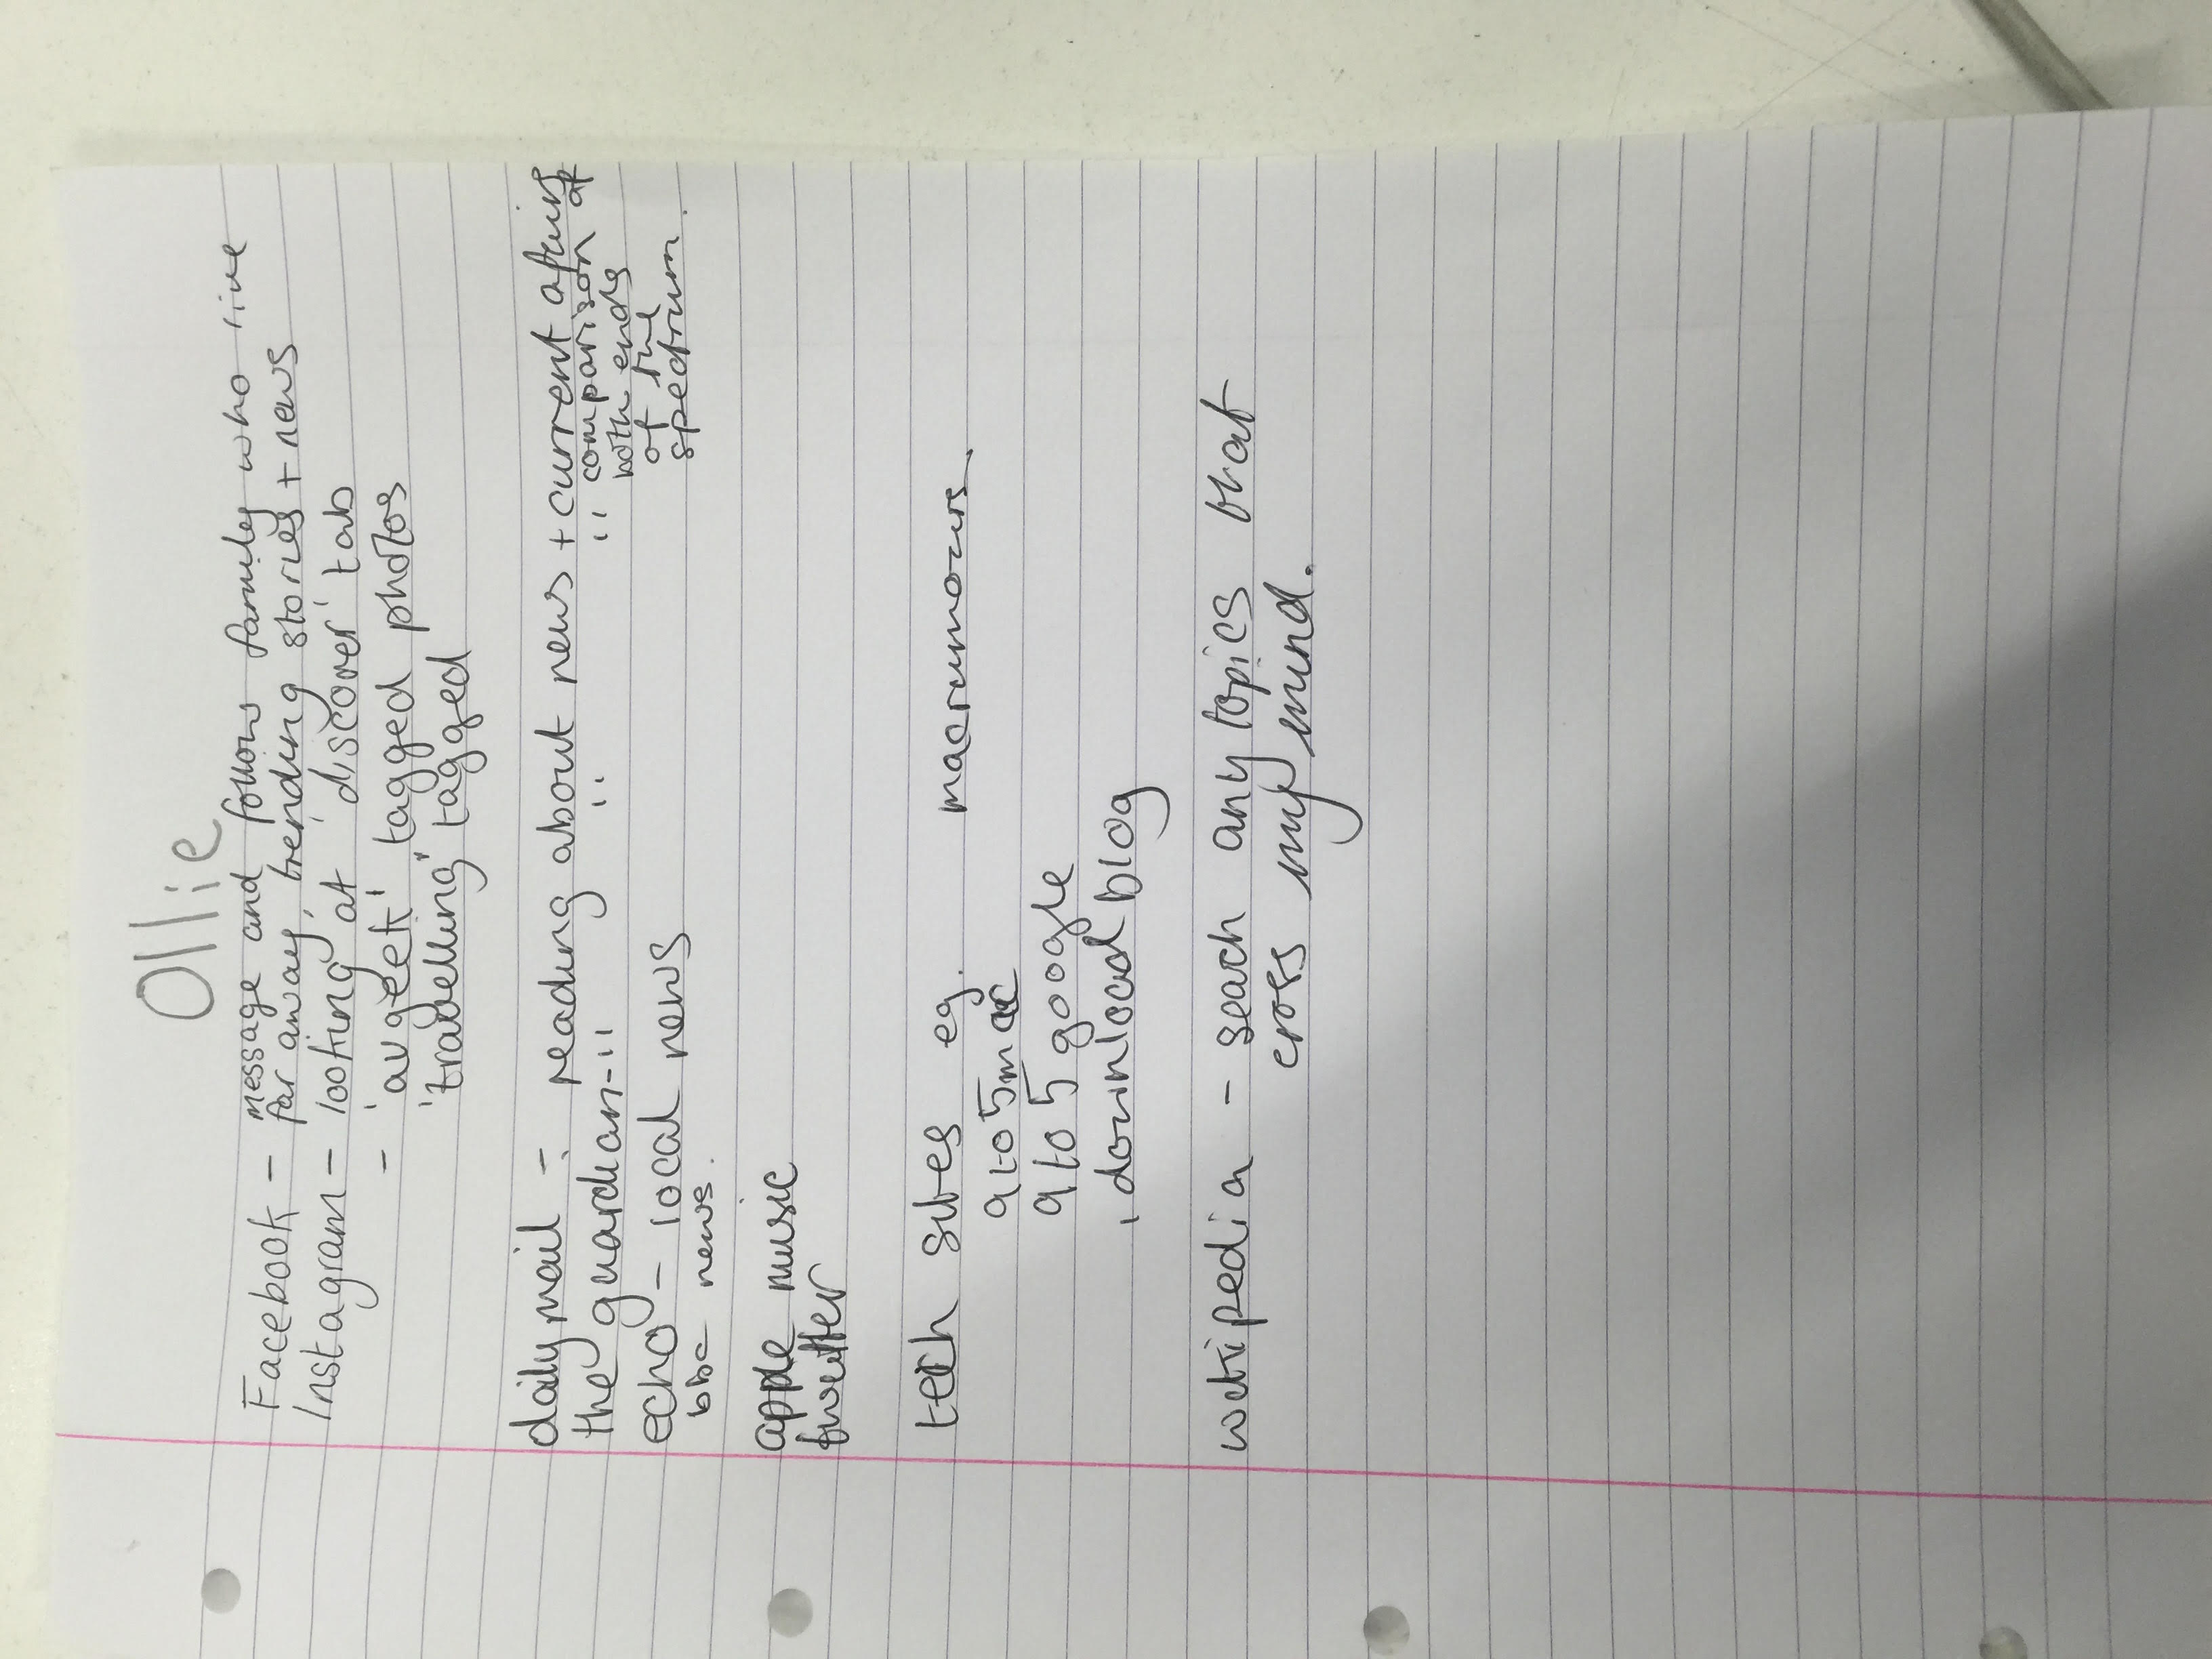 Ollie
Facebook - message and follow family who live
far away, trending stories + news
Instagram - looking at 'discover' tab
- 'avgeek' tagged photos
'travelling' tagged
daily mail - reading about news + current affairs
the guardian - " " " comparison of
both ends
of the
spectrum.
echo - local news
bbc news.
apple music
twitter
tech sites eg. macrumours
9to5mac
9to5google
, download blog
wikipedia - seach any topics that
cross my mind.